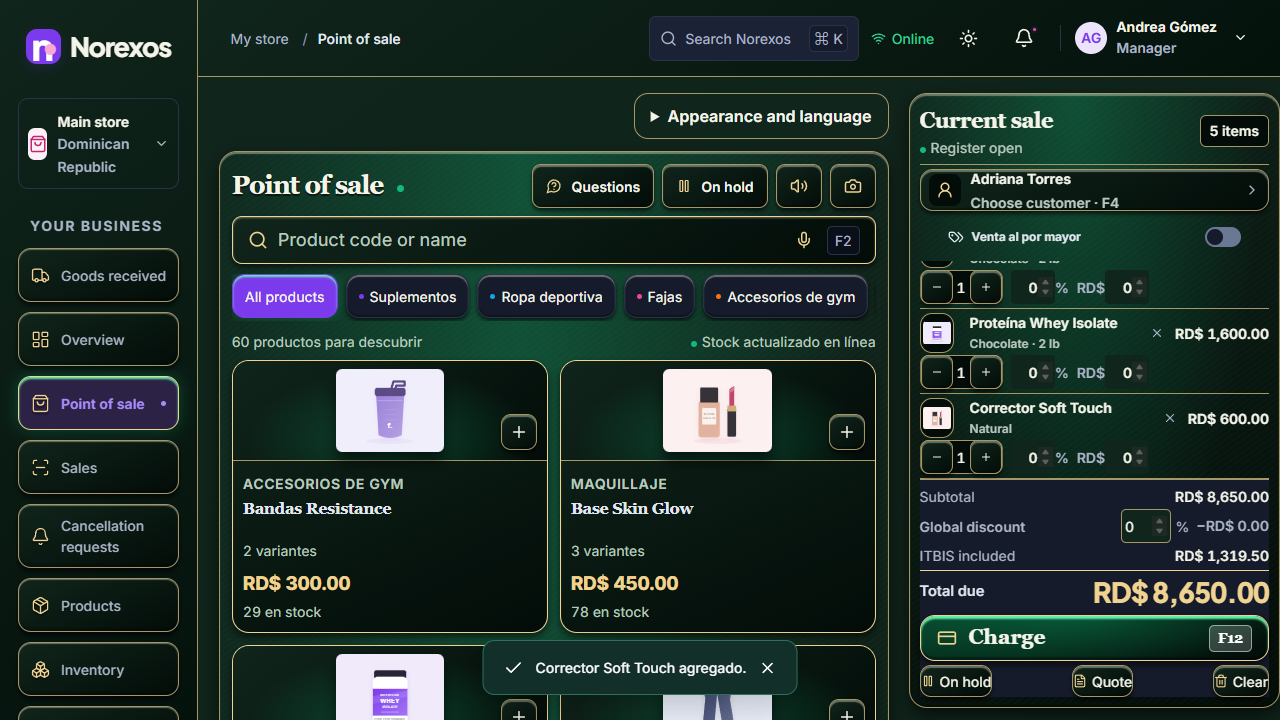 Norexos
Main store
Dominican
Republic
YOUR BUSINESS
Goods received
Overview
Point of sale
Sales
Cancellation
requests
Products
Inventory
My store / Point of sale
Search Norexos ⌘ K
Online
AG
Andrea Gómez
Manager
Appearance and language
Point of sale
Questions
On hold
Product code or name
F2
All products
Suplementos
Ropa deportiva
Fajas
Accesorios de gym
60 productos para descubrir
Stock actualizado en línea
ACCESORIOS DE GYM
Bandas Resistance
2 variantes
RD$ 300.00
29 en stock
MAQUILLAJE
Base Skin Glow
3 variantes
RD$ 450.00
78 en stock
WHEY
Corrector Soft Touch agregado.
Current sale
Register open
5 items
Adriana Torres
Choose customer · F4
Venta al por mayor
Chocolate · 2 lb
− 1 + 0 % RD$ 0
Proteína Whey Isolate
Chocolate · 2 lb
× RD$ 1,600.00
− 1 + 0 % RD$ 0
Corrector Soft Touch
Natural
× RD$ 600.00
− 1 + 0 % RD$ 0
Subtotal RD$ 8,650.00
Global discount 0 % −RD$ 0.00
ITBIS included RD$ 1,319.50
Total due RD$ 8,650.00
Charge F12
On hold
Quote
Clear